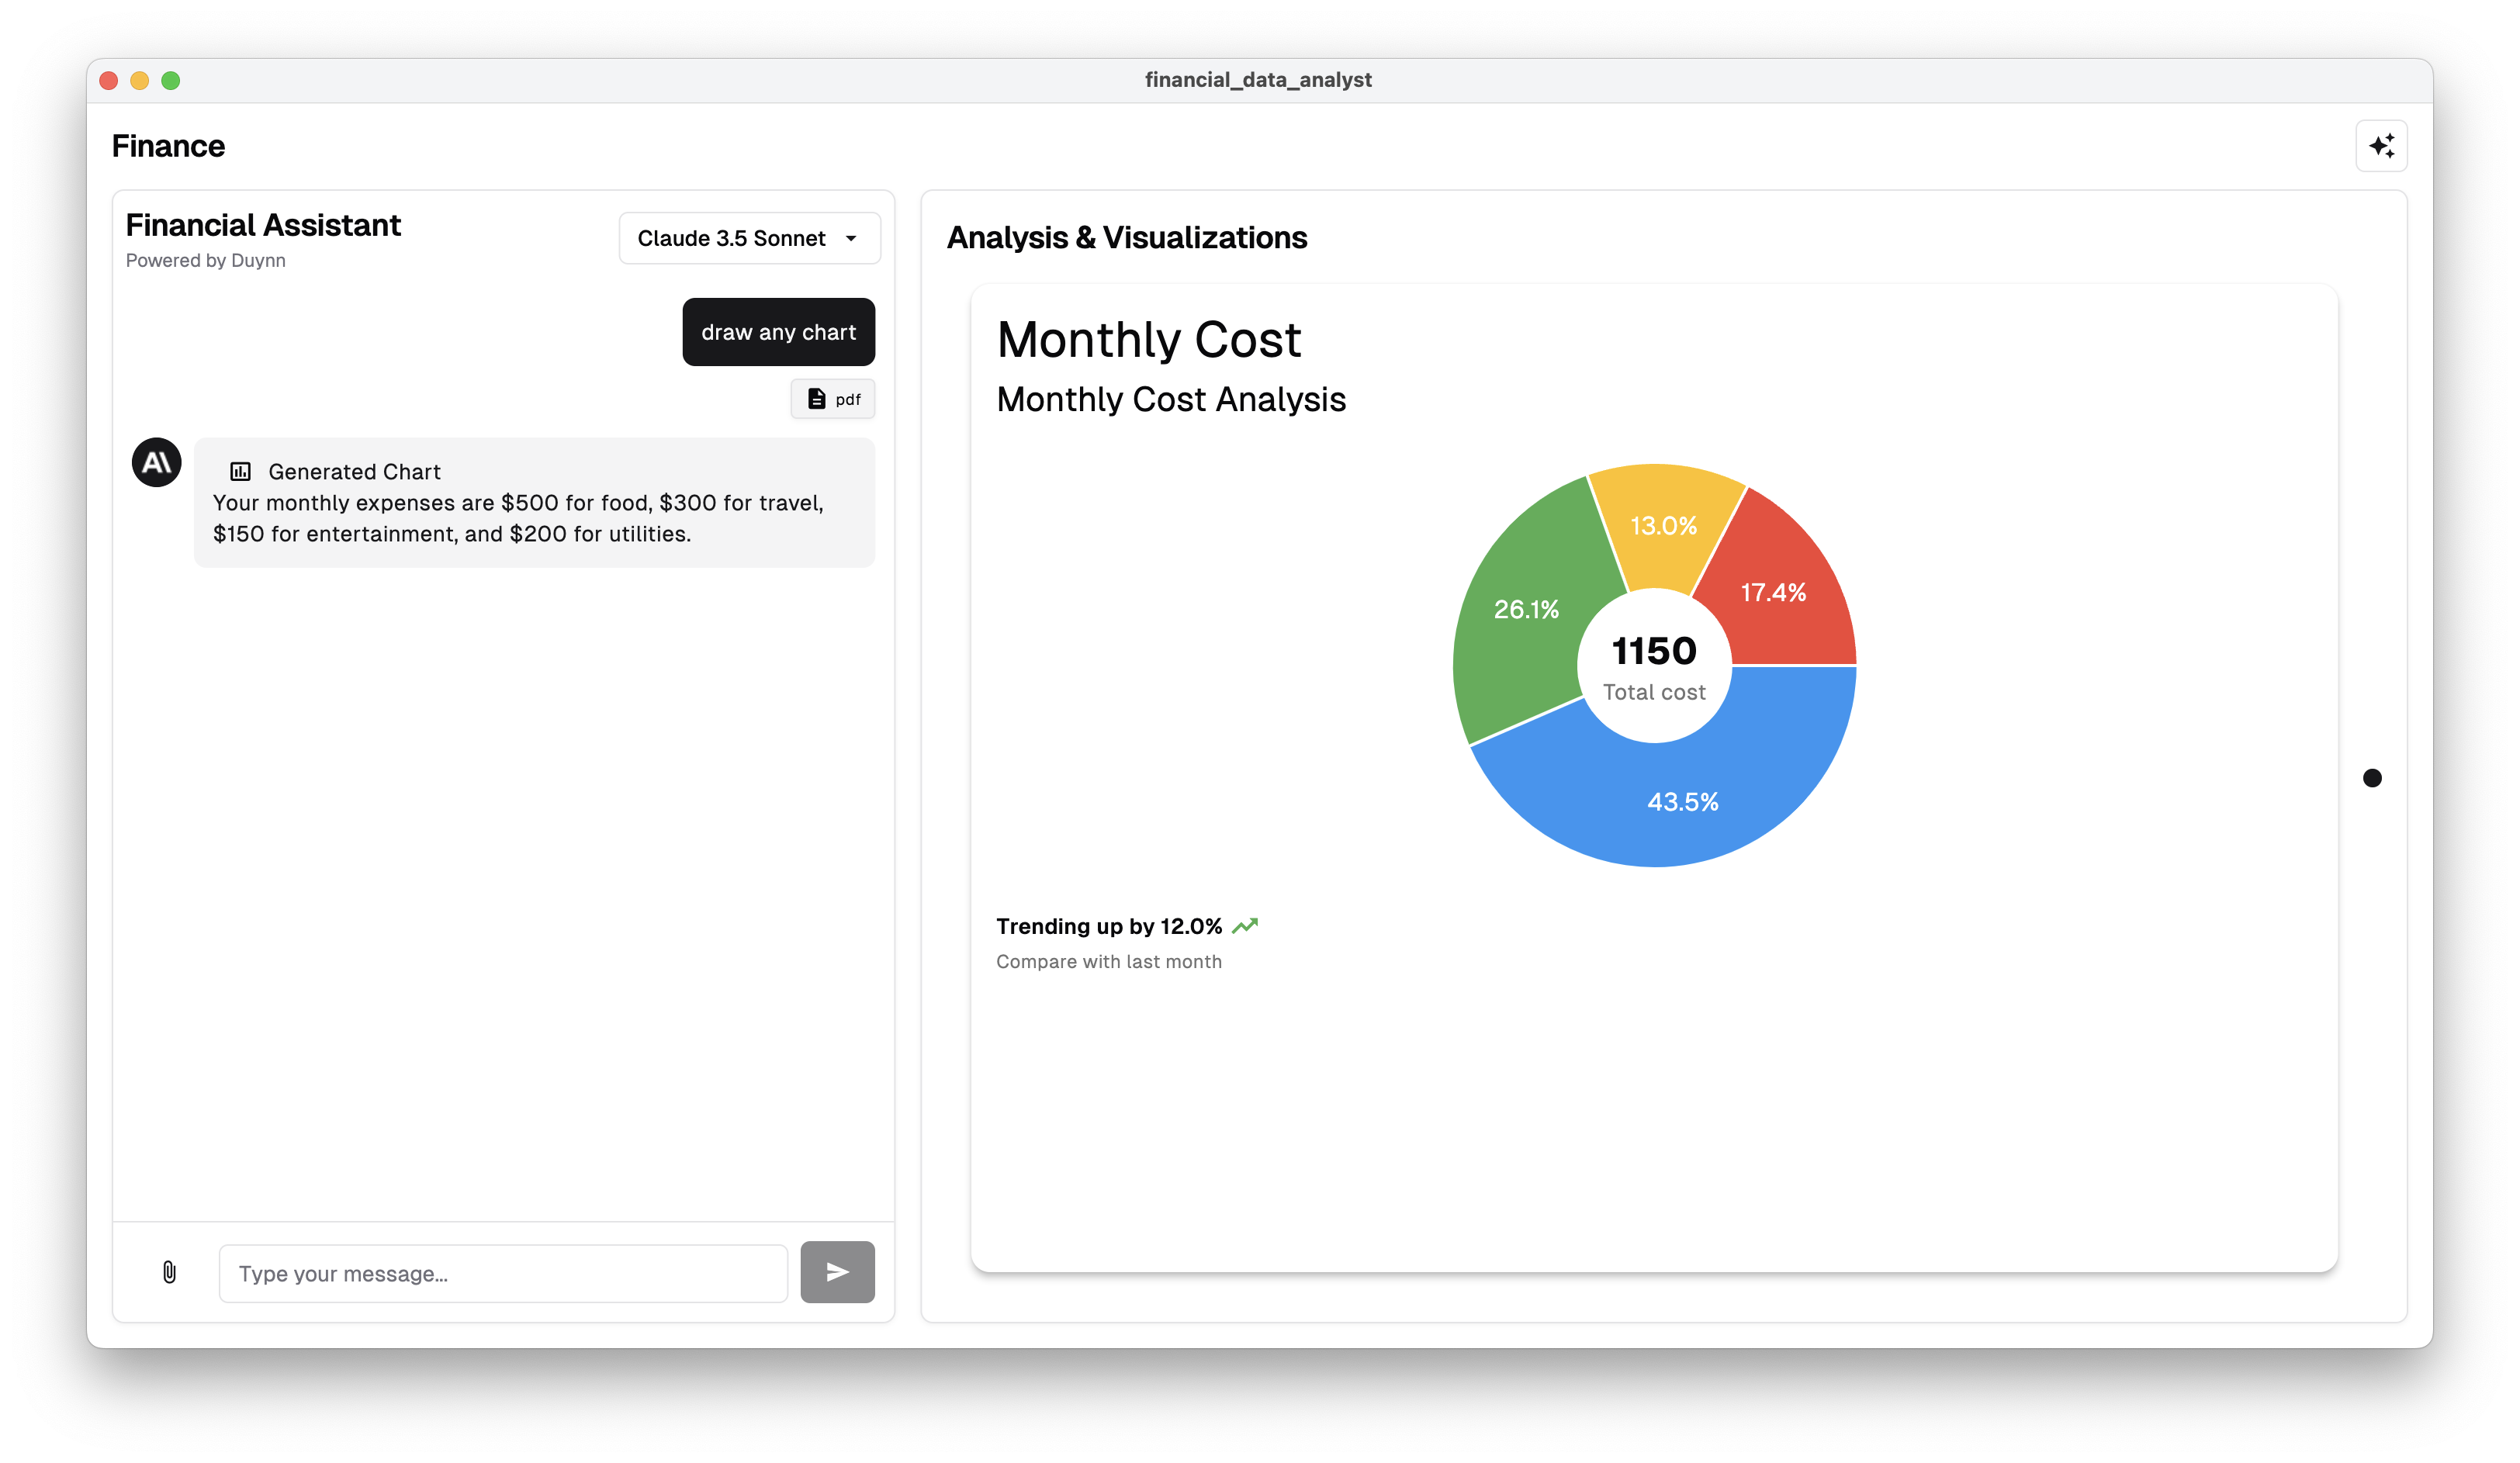 financial_data_analyst
Finance
Financial Assistant
Powered by Duynn
Claude 3.5 Sonnet
draw any chart
pdf
Generated Chart
Your monthly expenses are $500 for food, $300 for travel,
$150 for entertainment, and $200 for utilities.
Type your message...
Analysis & Visualizations
Monthly Cost
Monthly Cost Analysis
13.0%
17.4%
26.1%
1150
Total cost
43.5%
Trending up by 12.0%
Compare with last month